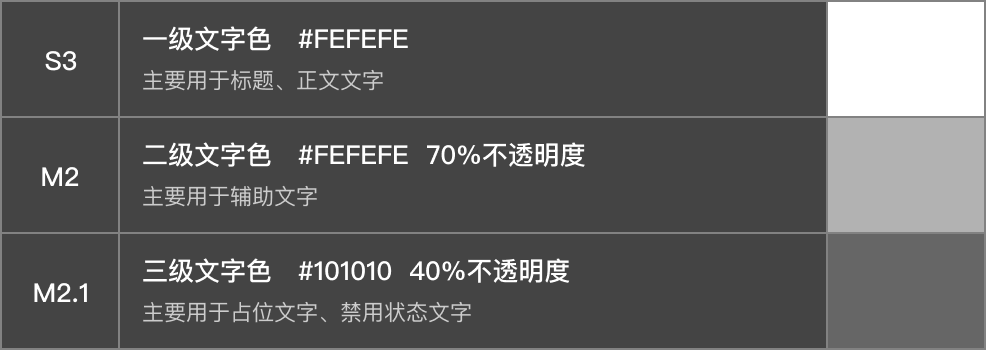 S3
一级文字色 #FEFEFE
主要用于标题、正文文字
M2
二级文字色 #FEFEFE 70%不透明度
主要用于辅助文字
M2.1
三级文字色 #101010 40%不透明度
主要用于占位文字、禁用状态文字